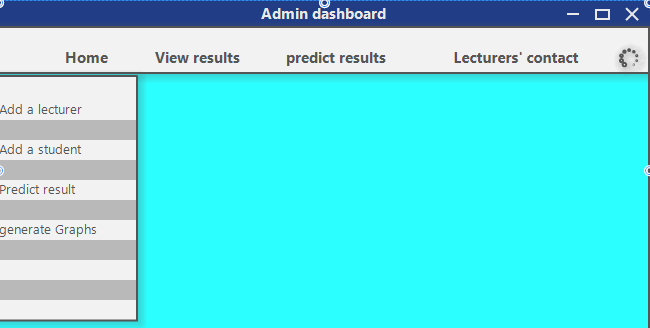 Admin dashboard
Home View results predict results Lecturers' contact
Add a lecturer
Add a student
Predict result
generate Graphs